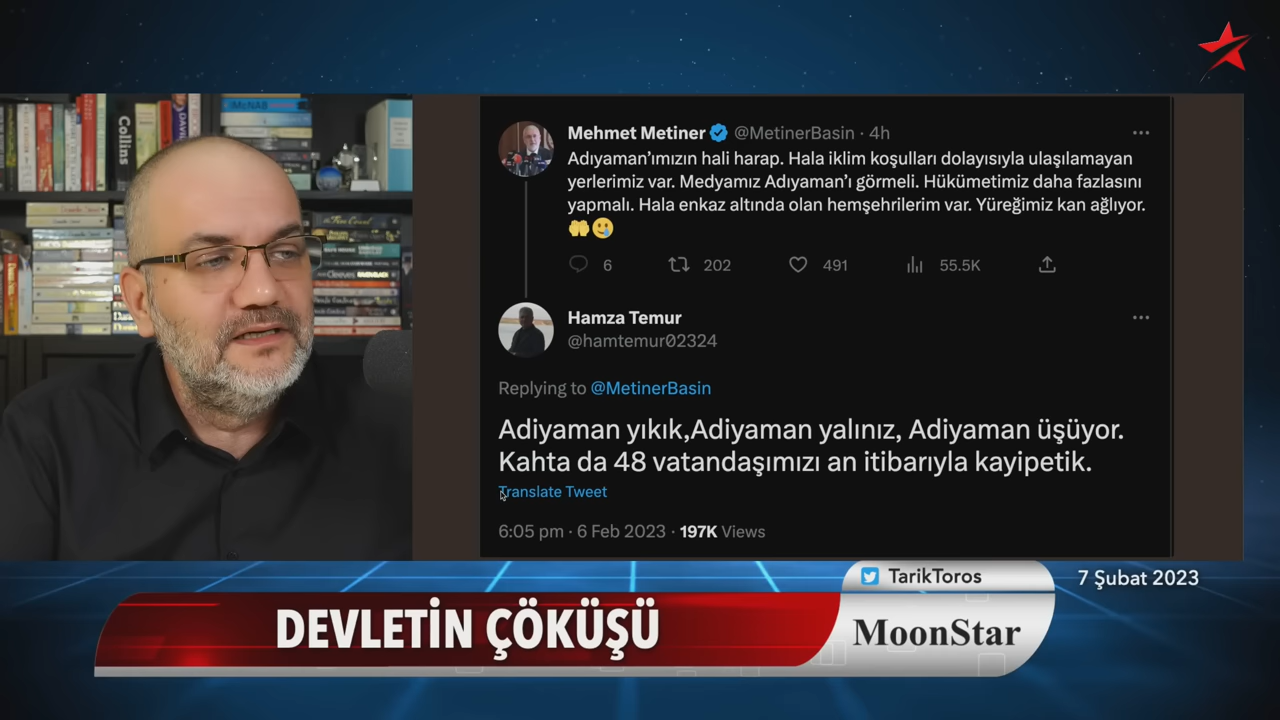 Collins
McNAB
DAVID
Mehmet Metiner @MetinerBasin · 4h
Adıyaman'ımızın hali harap. Hala iklim koşulları dolayısıyla ulaşılamayan
yerlerimiz var. Medyamız Adıyaman'ı görmeli. Hükümetimiz daha fazlasını
yapmalı. Hala enkaz altında olan hemşehrilerim var. Yüreğimiz kan ağlıyor.
🤲🥲
6 202 491 55.5K
Hamza Temur
@hamtemur02324
Replying to @MetinerBasin
Adiyaman yıkık,Adiyaman yalınız, Adiyaman üşüyor.
Kahta da 48 vatandaşımızı an itibarıyla kayipetik.
Translate Tweet
6:05 pm · 6 Feb 2023 · 197K Views
TarikToros
7 Şubat 2023
DEVLETİN ÇÖKÜŞÜ
MoonStar